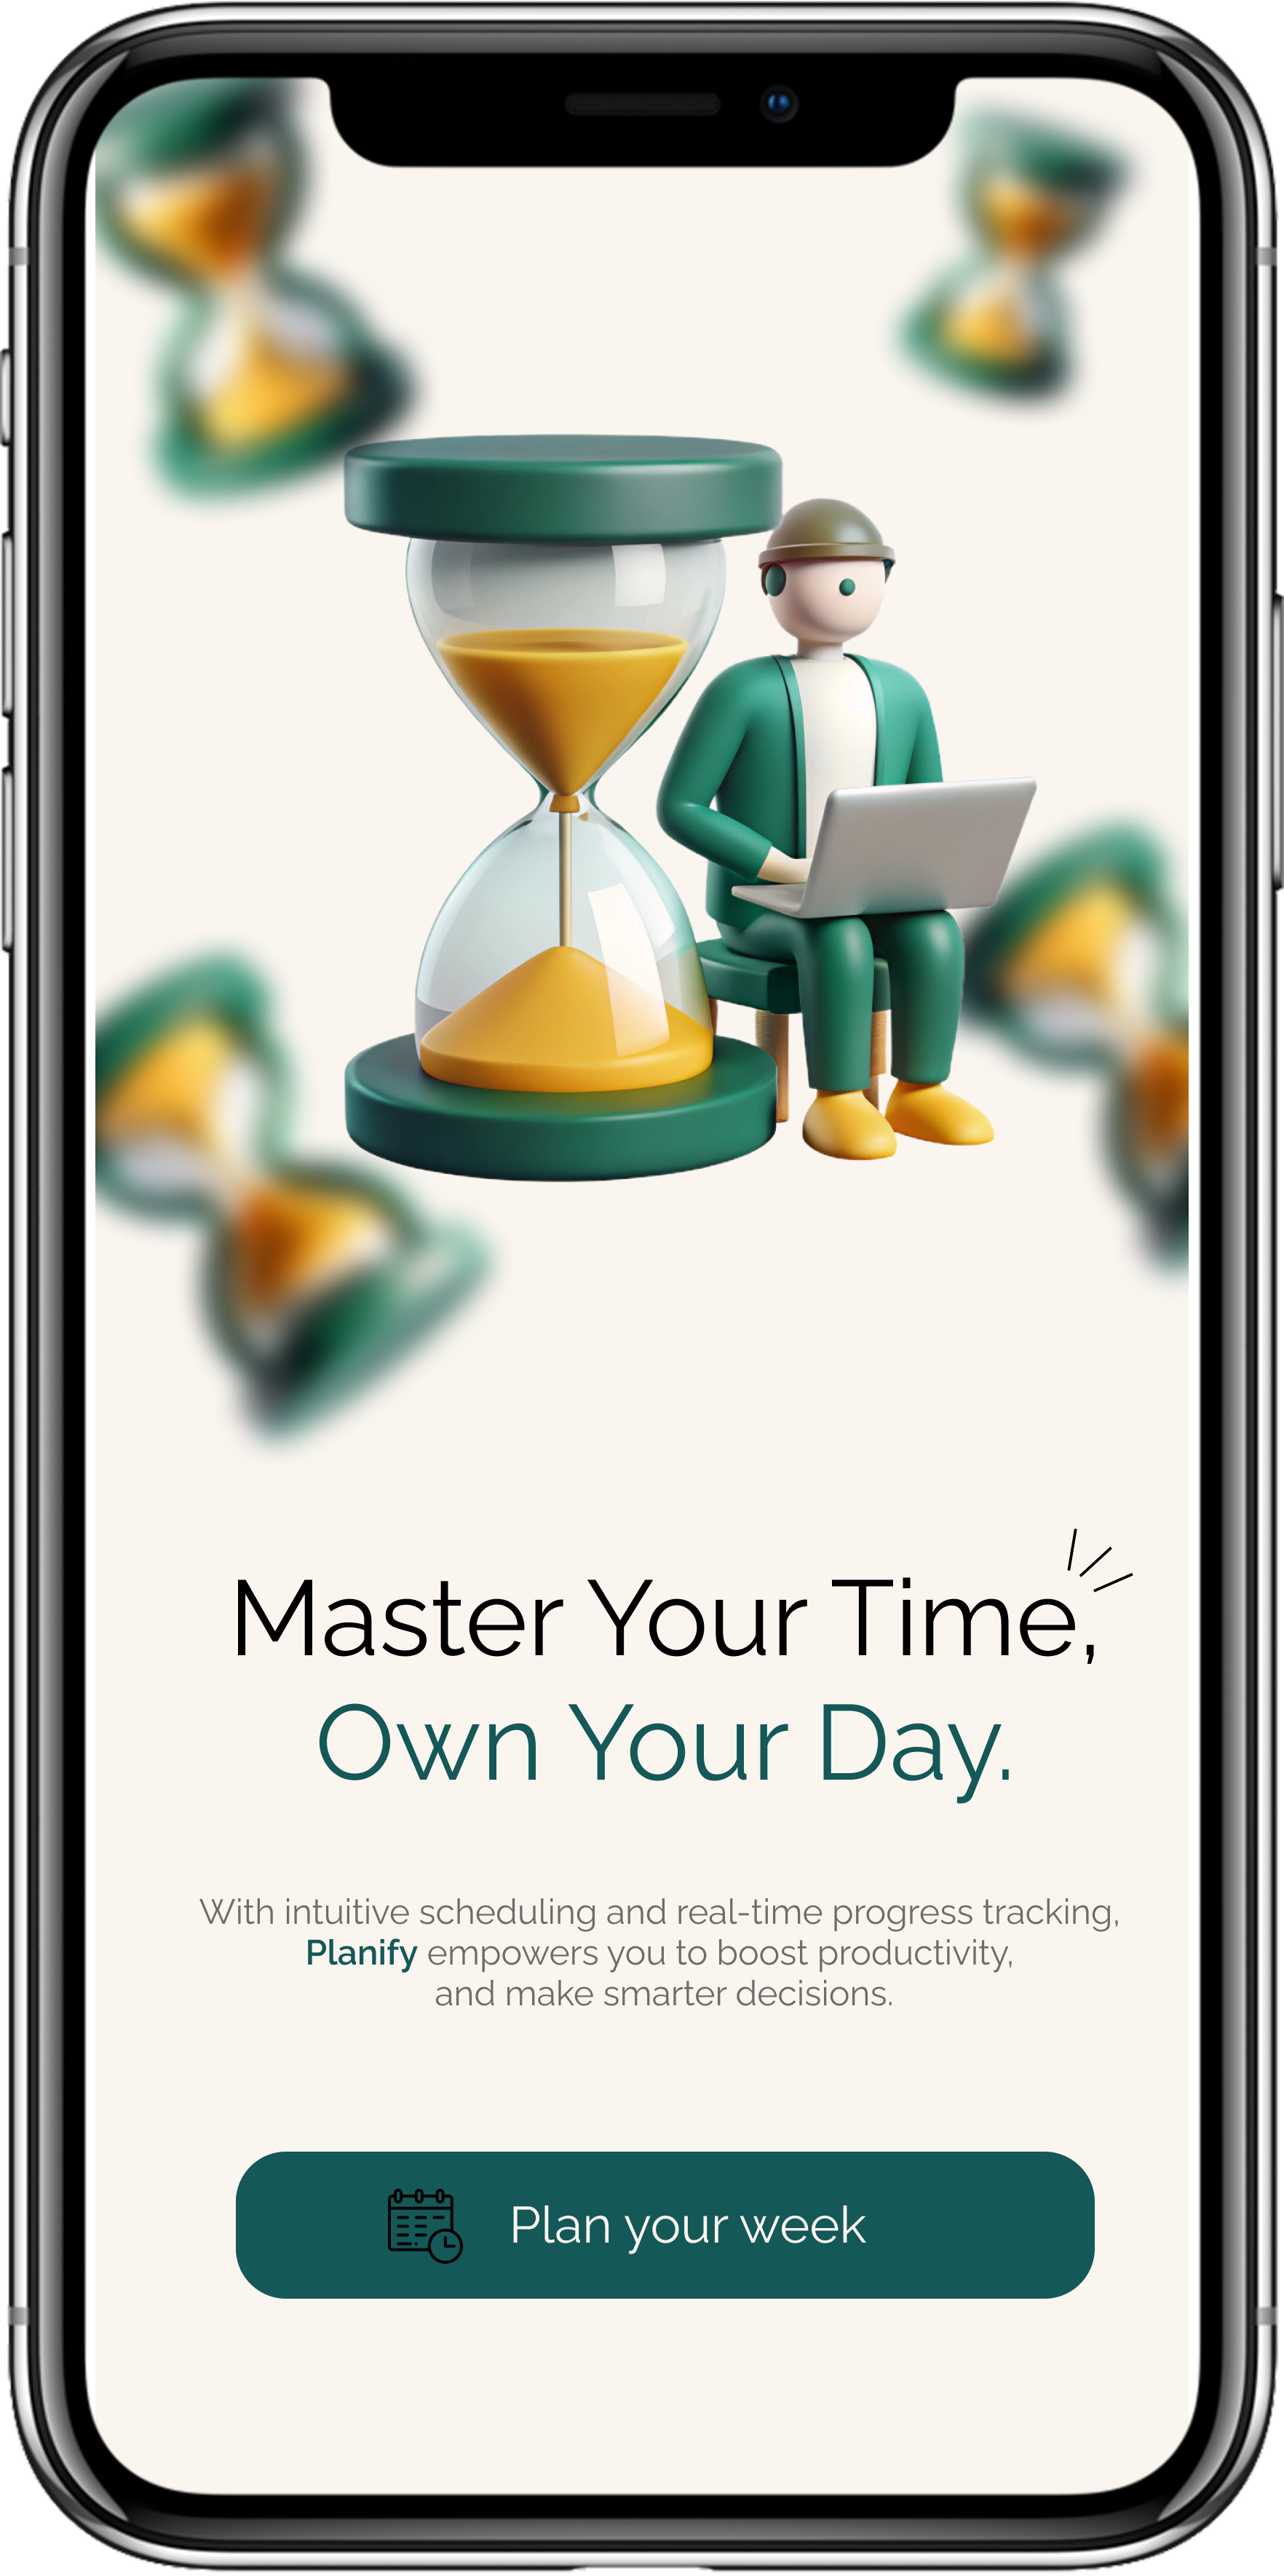 Master Your Time,
Own Your Day.
With intuitive scheduling and real-time progress tracking,
Planify empowers you to boost productivity,
and make smarter decisions.
Plan your week